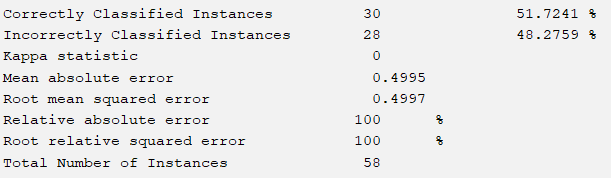 Correctly Classified Instances 30 51.7241 %
Incorrectly Classified Instances 28 48.2759 %
Kappa statistic 0
Mean absolute error 0.4995
Root mean squared error 0.4997
Relative absolute error 100 %
Root relative squared error 100 %
Total Number of Instances 58